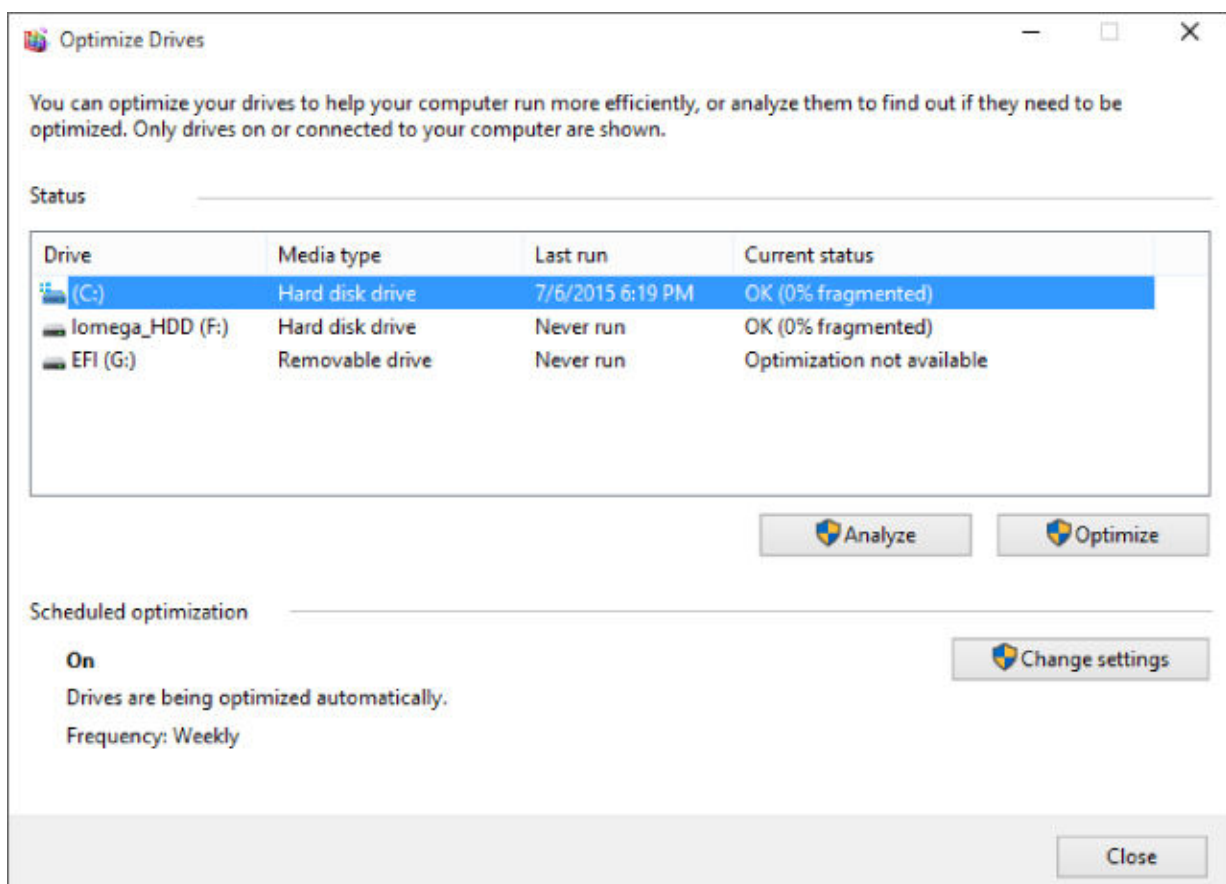 Optimize Drives
You can optimize your drives to help your computer run more efficiently, or analyze them to find out if they need to be
optimized. Only drives on or connected to your computer are shown.
Status
Drive Media type Last run Current status
(C:) Hard disk drive 7/6/2015 6:19 PM OK (0% fragmented)
Iomega_HDD (F:) Hard disk drive Never run OK (0% fragmented)
EFI (G:) Removable drive Never run Optimization not available
Analyze Optimize
Scheduled optimization
On Change settings
Drives are being optimized automatically.
Frequency: Weekly
Close